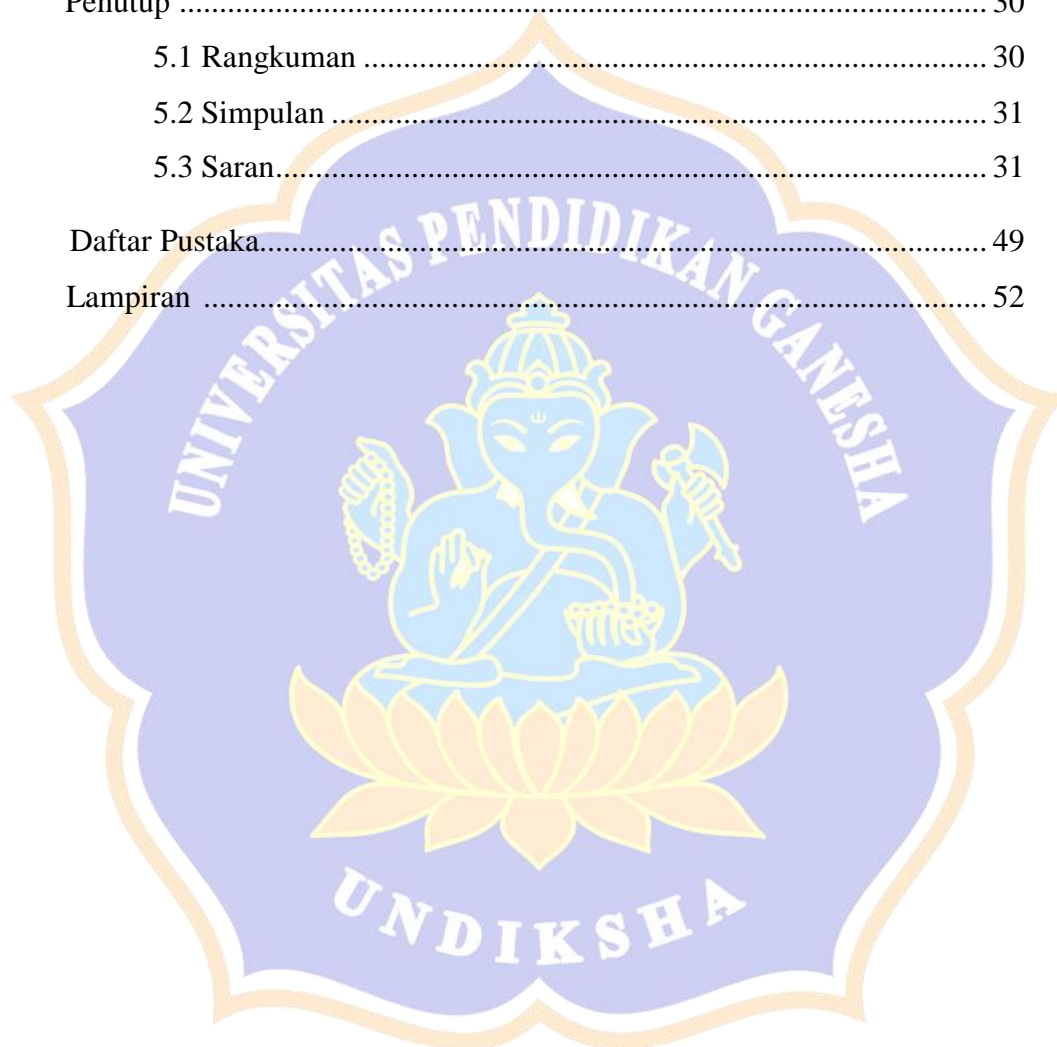 Penutup ........................................................................................................ 30
5.1 Rangkuman ................................................................................. 30
5.2 Simpulan ..................................................................................... 31
5.3 Saran............................................................................................ 31
Daftar Pustaka.............................................................................................. 49
Lampiran ..................................................................................................... 52
UNIVERSITAS PENDIDIKAN GANESHA
UNDIKSHA